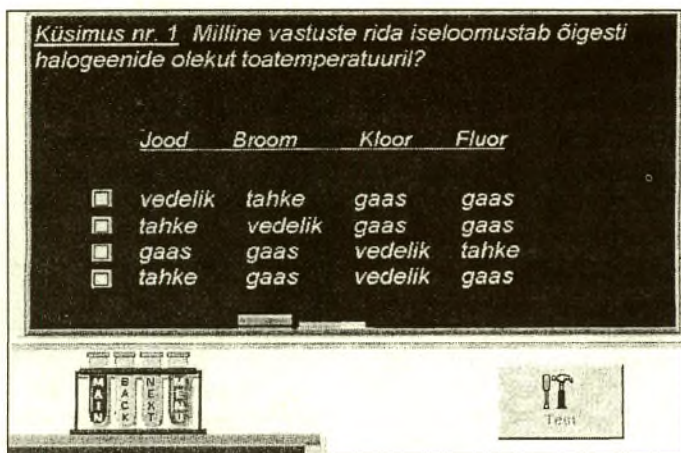 Küsimus nr. 1 Milline vastuste rida iseloomustab õigesti
halogeenide olekut toatemperatuuril?
Jood Broom Kloor Fluor
vedelik tahke gaas gaas
tahke vedelik gaas gaas
gaas gaas vedelik tahke
tahke gaas vedelik gaas
MAIN BACK NEXT MENU
Test